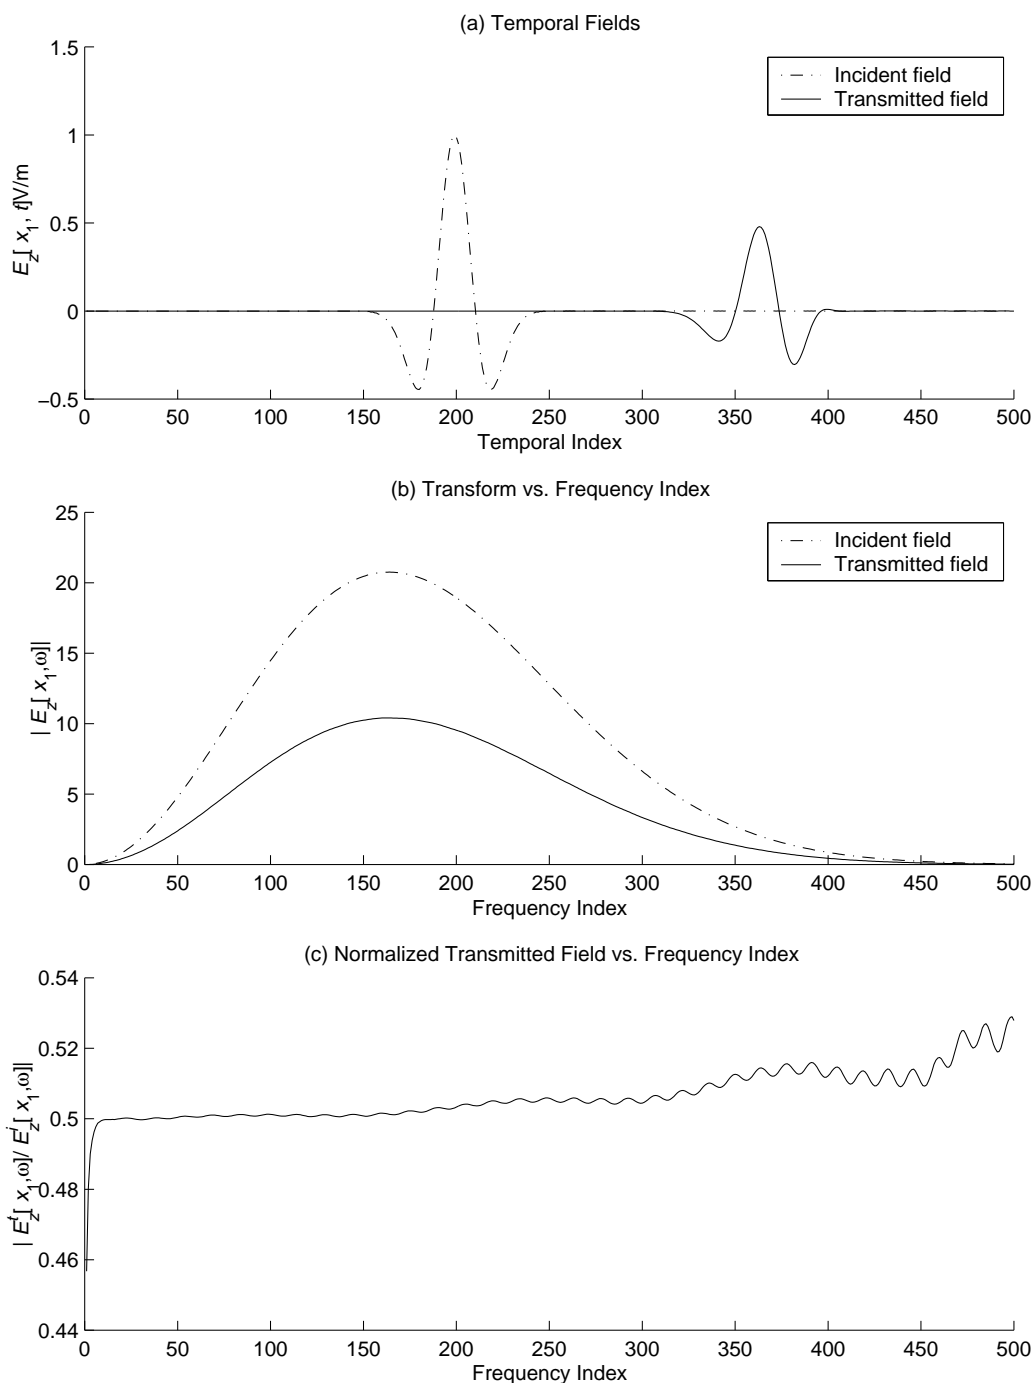 (a) Temporal Fields
1.5
1
0.5
0
−0.5
E_z[ x_1, t] V/m
Incident field
Transmitted field
0 50 100 150 200 250 300 350 400 450 500
Temporal Index
(b) Transform vs. Frequency Index
25
20
15
10
5
0
| E_z[ x_1,ω]|
Incident field
Transmitted field
0 50 100 150 200 250 300 350 400 450 500
Frequency Index
(c) Normalized Transmitted Field vs. Frequency Index
0.54
0.52
0.5
0.48
0.46
0.44
| E_z^t[ x_1,ω]/ E_z^i[ x_1,ω]|
0 50 100 150 200 250 300 350 400 450 500
Frequency Index